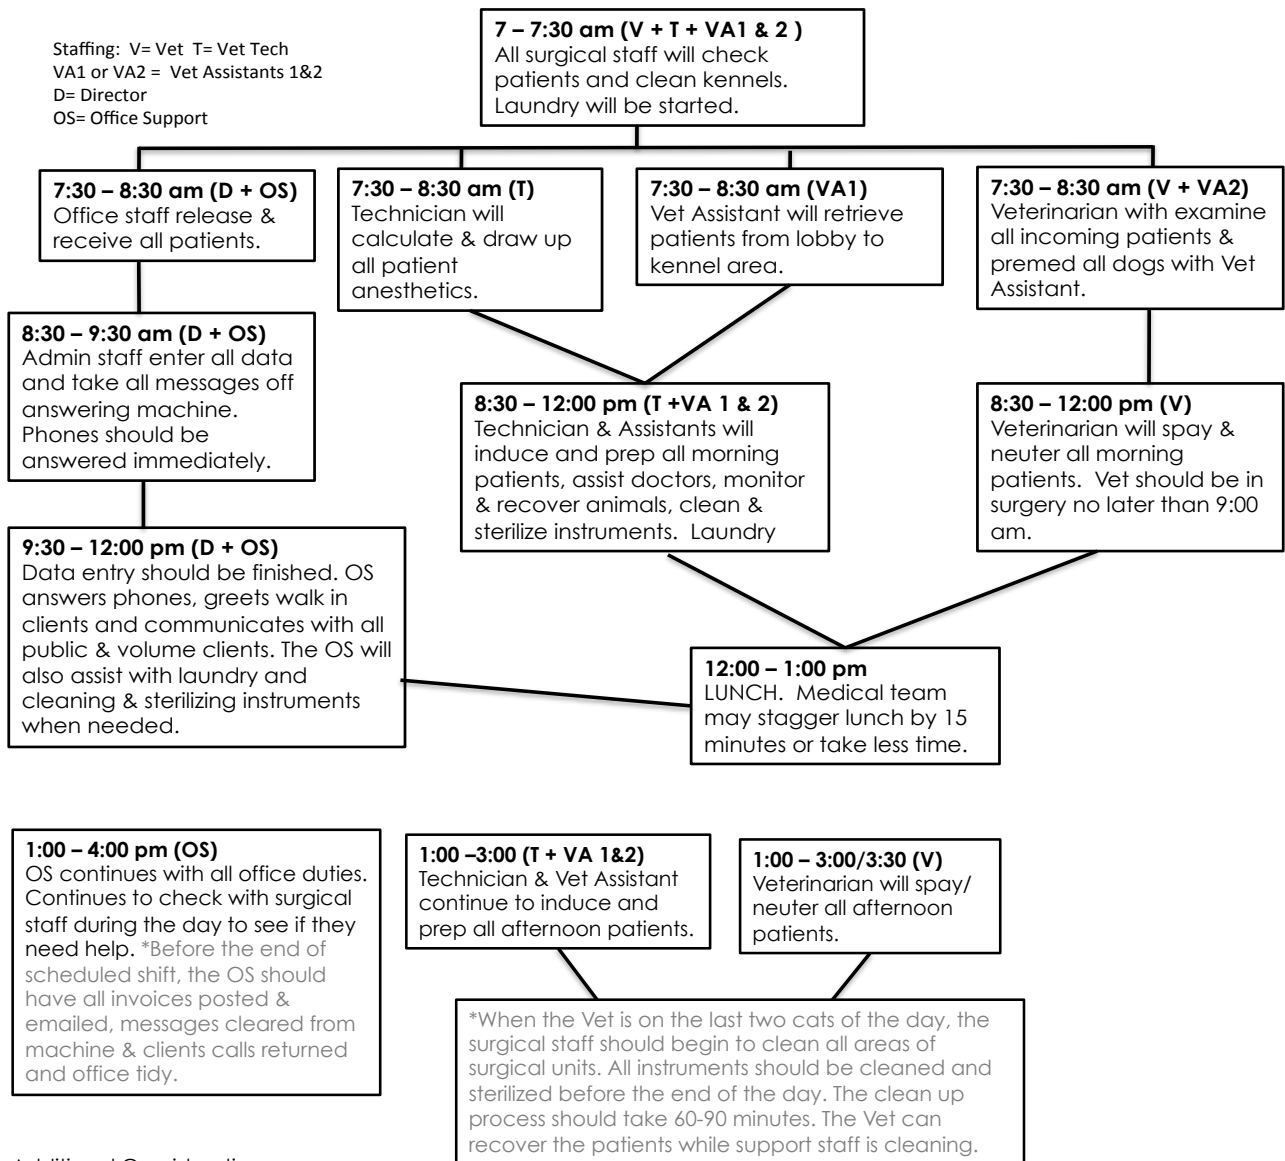 Staffing:  V= Vet  T= Vet Tech
VA1 or VA2 =  Vet Assistants 1&2
D= Director
OS= Office Support
7 – 7:30 am (V + T + VA1 & 2 )
All surgical staff will check
patients and clean kennels.
Laundry will be started.
7:30 – 8:30 am (D + OS)
Office staff release &
receive all patients.
7:30 – 8:30 am (T)
Technician will
calculate & draw up
all patient
anesthetics.
7:30 – 8:30 am (VA1)
Vet Assistant will retrieve
patients from lobby to
kennel area.
7:30 – 8:30 am (V + VA2)
Veterinarian with examine
all incoming patients &
premed all dogs with Vet
Assistant.
8:30 – 9:30 am (D + OS)
Admin staff enter all data
and take all messages off
answering machine.
Phones should be
answered immediately.
8:30 – 12:00 pm (T +VA 1 & 2)
Technician & Assistants will
induce and prep all morning
patients, assist doctors, monitor
& recover animals, clean &
sterilize instruments.  Laundry
8:30 – 12:00 pm (V)
Veterinarian will spay &
neuter all morning
patients.  Vet should be in
surgery no later than 9:00
am.
9:30 – 12:00 pm (D + OS)
Data entry should be finished. OS
answers phones, greets walk in
clients and communicates with all
public & volume clients. The OS will
also assist with laundry and
cleaning & sterilizing instruments
when needed.
12:00 – 1:00 pm
LUNCH.  Medical team
may stagger lunch by 15
minutes or take less time.
1:00 – 4:00 pm (OS)
OS continues with all office duties.
Continues to check with surgical
staff during the day to see if they
need help. *Before the end of
scheduled shift, the OS should
have all invoices posted &
emailed, messages cleared from
machine & clients calls returned
and office tidy.
1:00 –3:00 (T + VA 1&2)
Technician & Vet Assistant
continue to induce and
prep all afternoon patients.
1:00 – 3:00/3:30 (V)
Veterinarian will spay/
neuter all afternoon
patients.
*When the Vet is on the last two cats of the day, the
surgical staff should begin to clean all areas of
surgical units. All instruments should be cleaned and
sterilized before the end of the day. The clean up
process should take 60-90 minutes. The Vet can
recover the patients while support staff is cleaning.